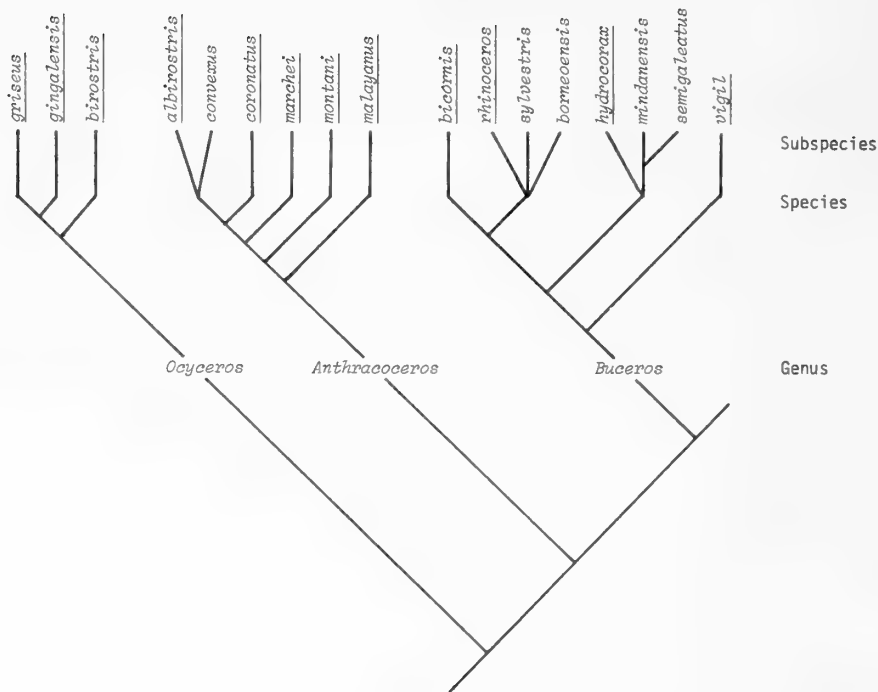 griseus
gingalensis
birostris
albirostris
convexus
coronatus
marchei
montani
malayanus
bicornis
rhinoceros
sylvestris
borneoensis
hydrocorax
mindanensis
semigaleatus
vigil
Subspecies
Species
Ocyceros Anthracoceros Buceros Genus